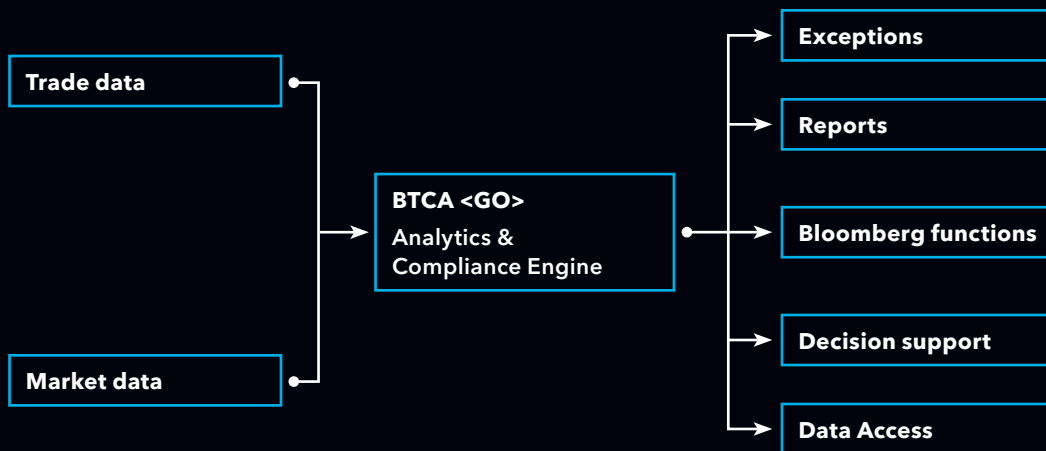 Trade data
Market data
BTCA <GO>
Analytics &
Compliance Engine
Exceptions
Reports
Bloomberg functions
Decision support
Data Access